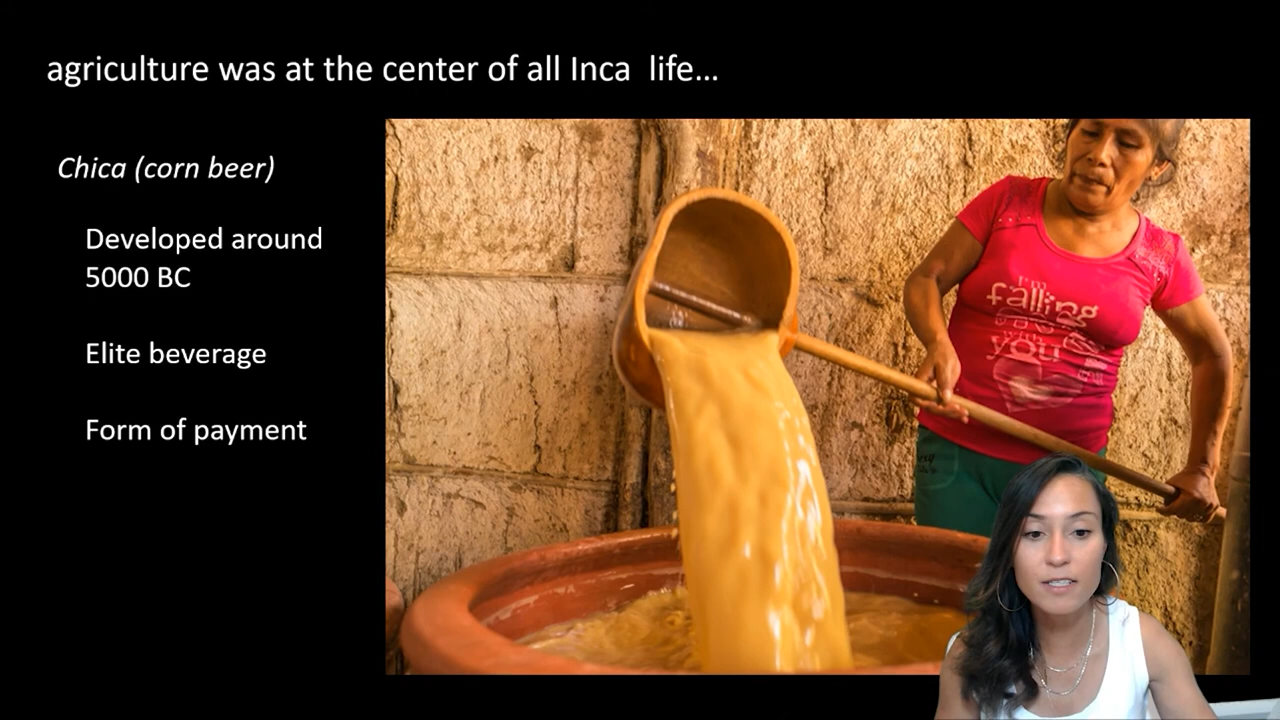 agriculture was at the center of all Inca  life…
Chica (corn beer)
Developed around
5000 BC
Elite beverage
Form of payment
I'm
falling
with
you